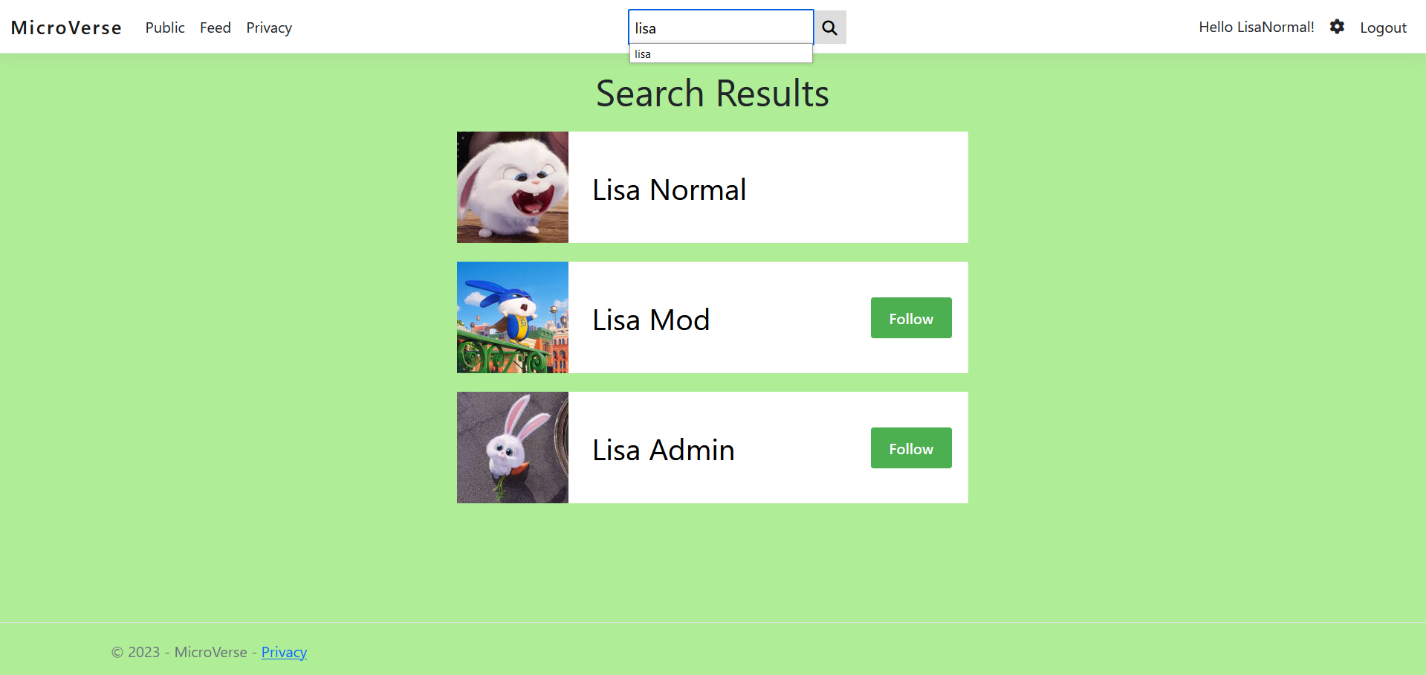 MicroVerse Public Feed Privacy lisa Hello LisaNormal! Logout
lisa
Search Results
Lisa Normal
Lisa Mod Follow
Lisa Admin Follow
© 2023 - MicroVerse - Privacy